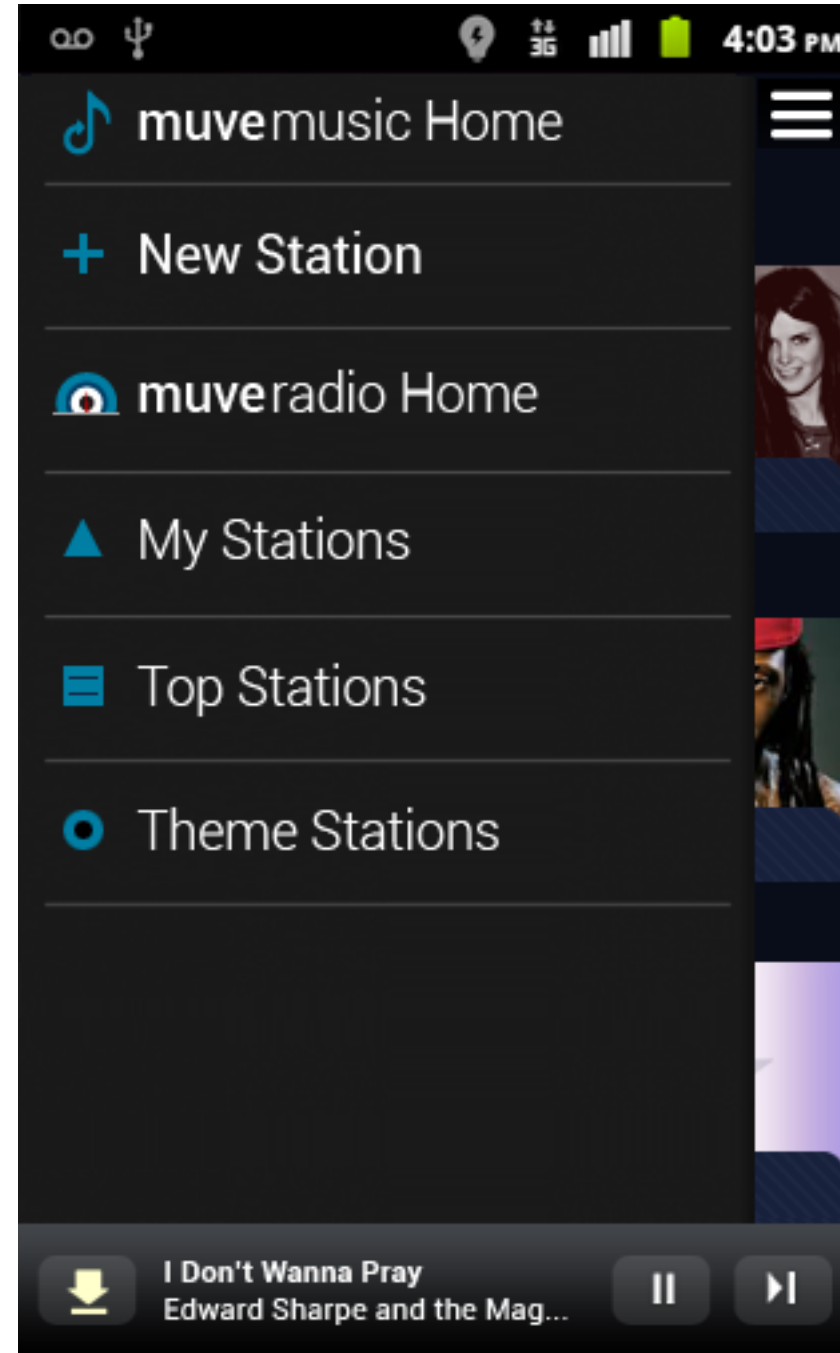 3G 4:03 PM
muvemusic Home
New Station
muveradio Home
My Stations
Top Stations
Theme Stations
I Don't Wanna Pray
Edward Sharpe and the Mag...